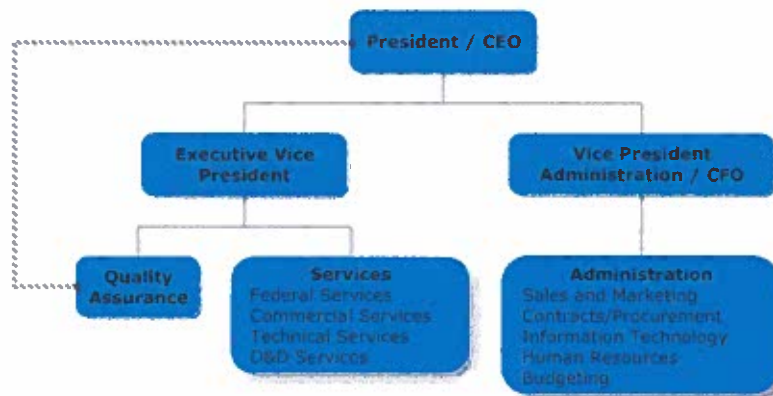 President / CEO
Executive Vice
President
Vice President
Administration / CFO
Quality
Assurance
Services
Federal Services
Commercial Services
Technical Services
D&D Services
Administration
Sales and Marketing
Contracts/Procurement
Information Technology
Human Resources
Budgeting